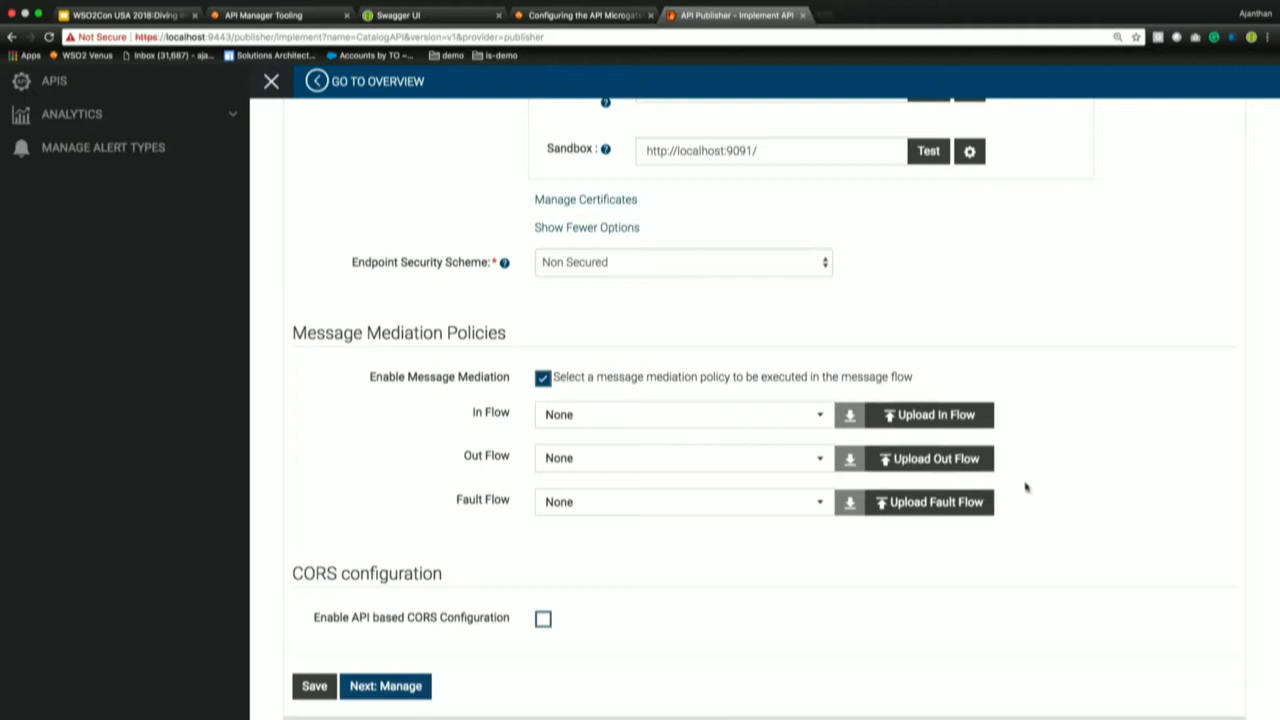 WSO2Con USA 2018:Diving
API Manager Tooling
Swagger UI
Configuring the API Microgat
API Publisher - Implement API
Ajanthan
Not Secure https://localhost:9443/publisher/implement?name=CatalogAPI&version=v1&provider=publisher
Apps WSO2 Venus Inbox (31,687) - aja... Solutions Architect... Accounts by TO –... demo is-demo
APIS
GO TO OVERVIEW
ANALYTICS
MANAGE ALERT TYPES
Sandbox : http://localhost:9091/ Test
Manage Certificates
Show Fewer Options
Endpoint Security Scheme:* Non Secured
Message Mediation Policies
Enable Message Mediation Select a message mediation policy to be executed in the message flow
In Flow None Upload In Flow
Out Flow None Upload Out Flow
Fault Flow None Upload Fault Flow
CORS configuration
Enable API based CORS Configuration
Save Next: Manage